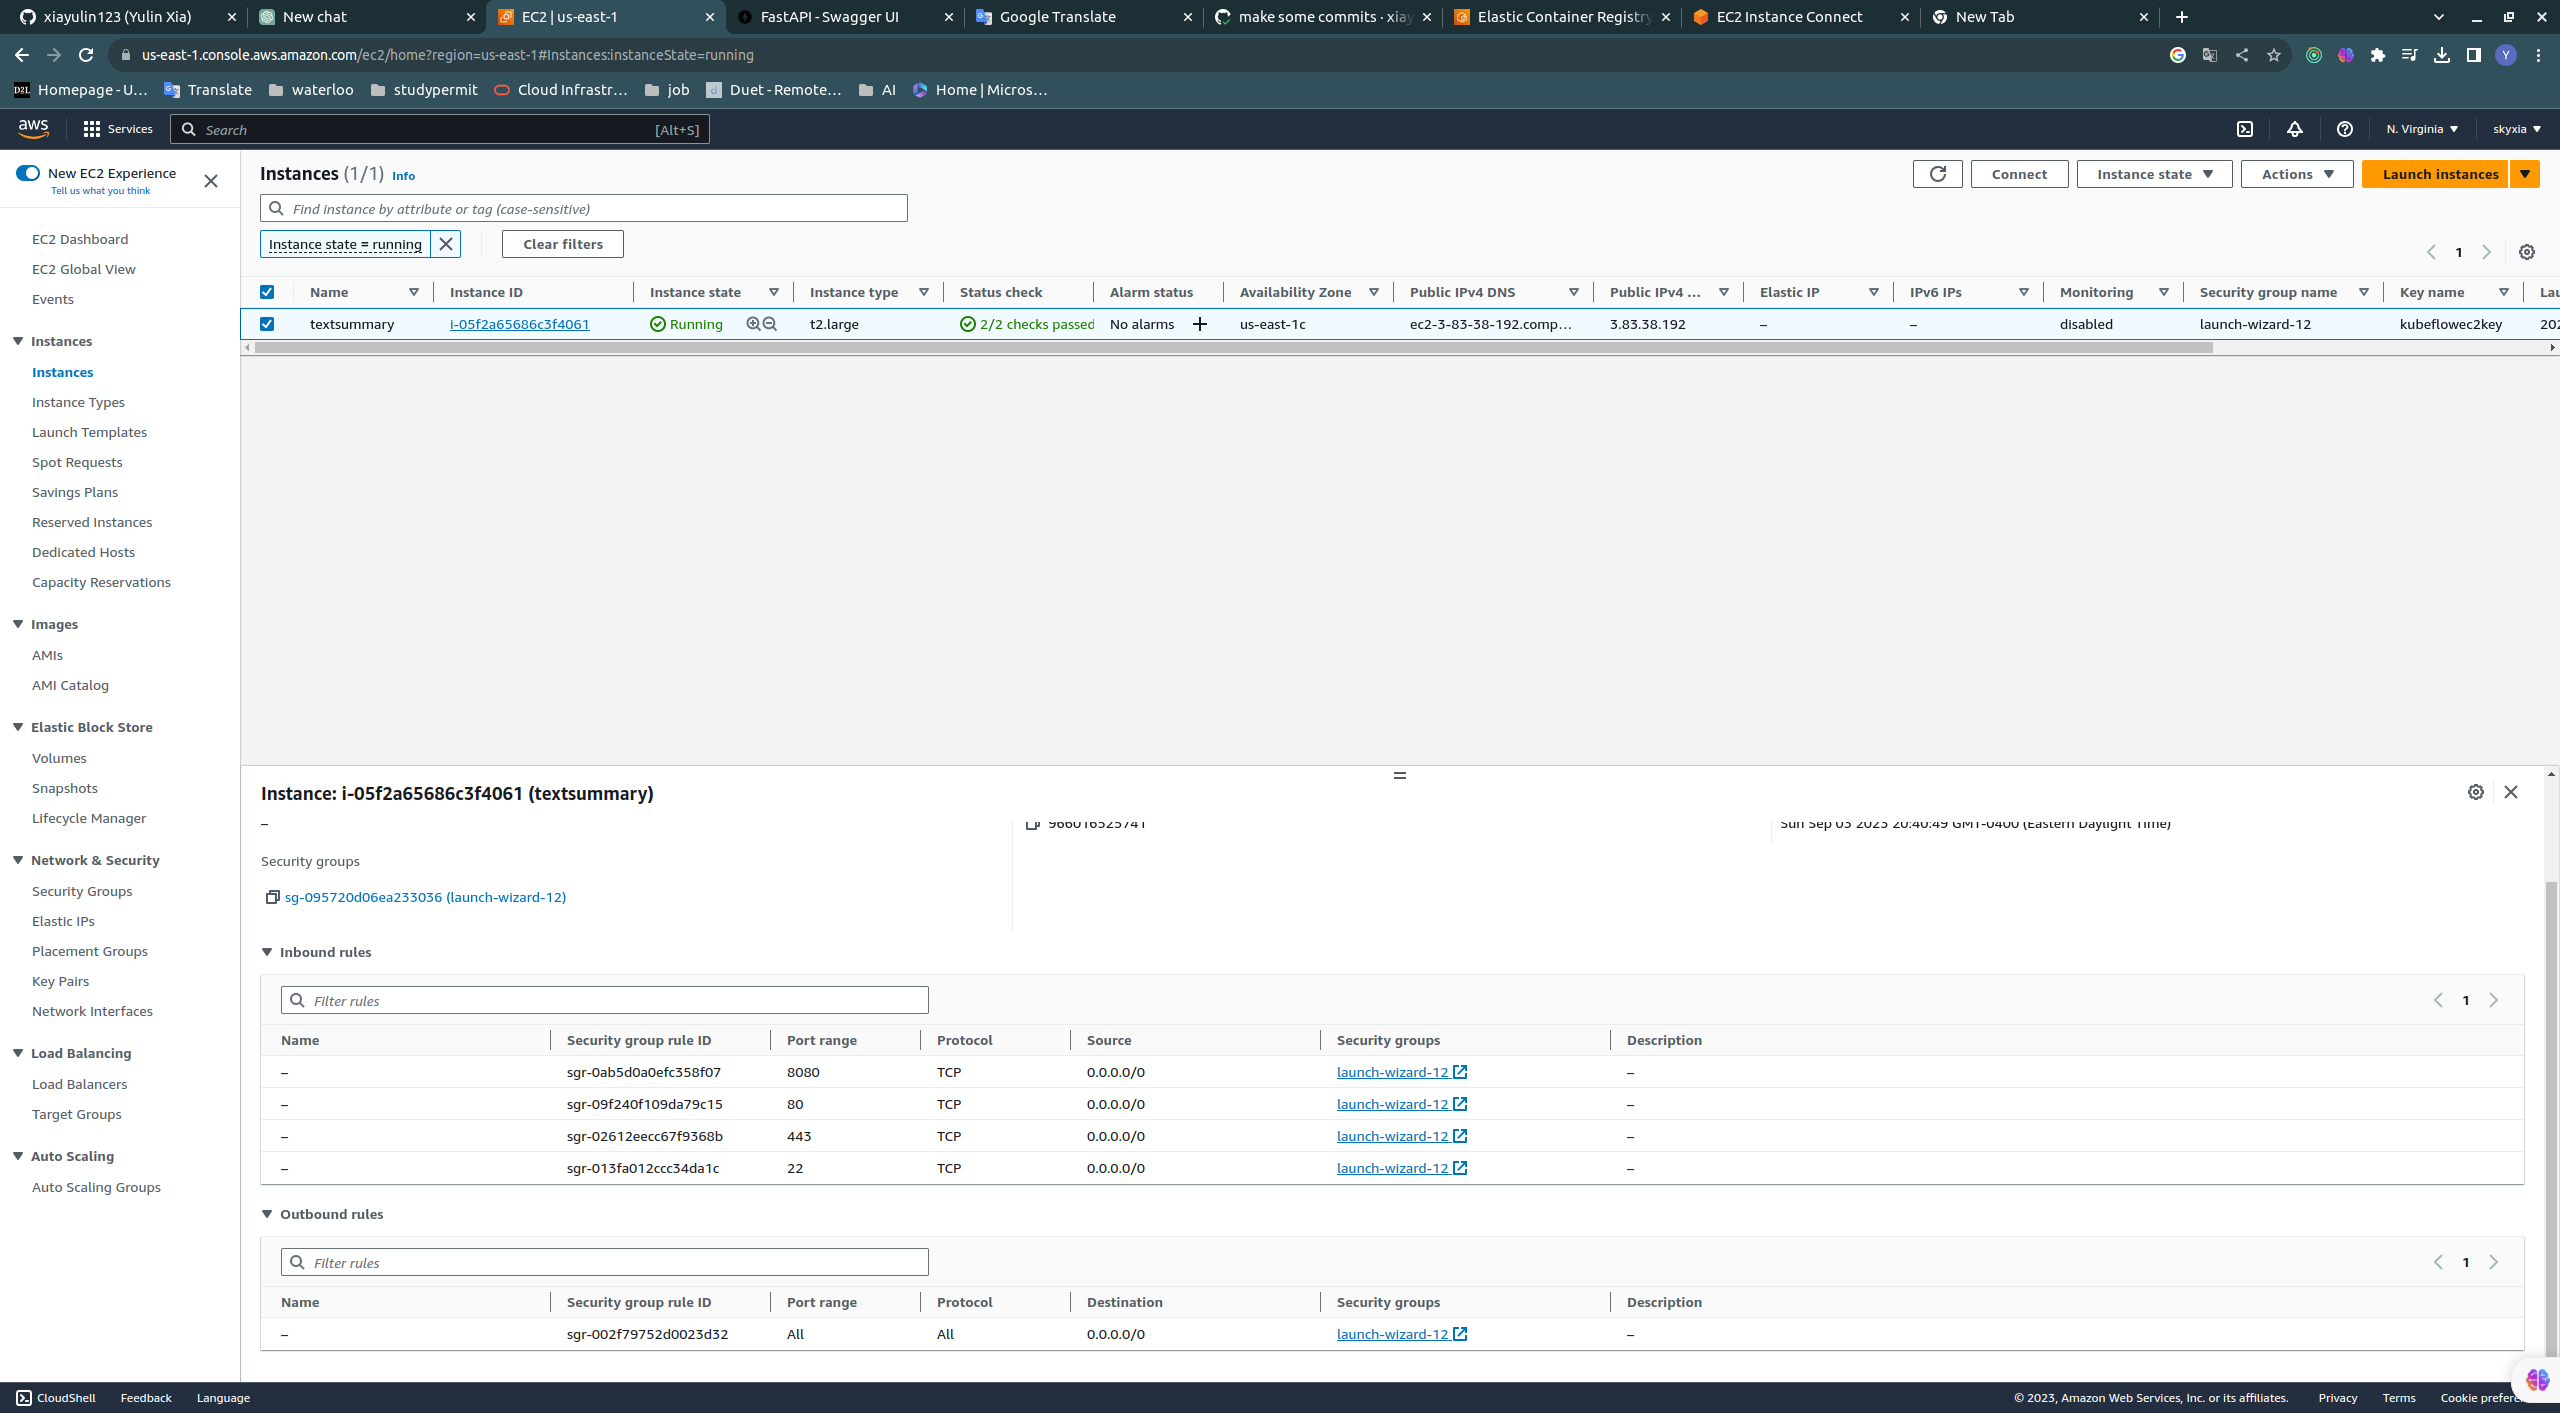 xiayulin123 (Yulin Xia)
New chat
EC2 | us-east-1
FastAPI - Swagger UI
Google Translate
make some commits · xiay
Elastic Container Registry
EC2 Instance Connect
New Tab
us-east-1.console.aws.amazon.com/ec2/home?region=us-east-1#Instances:instanceState=running
Homepage - U...
Translate
waterloo
studypermit
Cloud Infrastr...
job
Duet - Remote...
AI
Home | Micros...
aws
Services
Search
[Alt+S]
N. Virginia
skyxia
New EC2 Experience
Tell us what you think
EC2 Dashboard
EC2 Global View
Events
Instances
Instances
Instance Types
Launch Templates
Spot Requests
Savings Plans
Reserved Instances
Dedicated Hosts
Capacity Reservations
Images
AMIs
AMI Catalog
Elastic Block Store
Volumes
Snapshots
Lifecycle Manager
Network & Security
Security Groups
Elastic IPs
Placement Groups
Key Pairs
Network Interfaces
Load Balancing
Load Balancers
Target Groups
Auto Scaling
Auto Scaling Groups
Instances (1/1) Info
Connect
Instance state
Actions
Launch instances
Find instance by attribute or tag (case-sensitive)
Instance state = running
Clear filters
1
Name Instance ID Instance state Instance type Status check Alarm status Availability Zone Public IPv4 DNS Public IPv4 ... Elastic IP IPv6 IPs Monitoring Security group name Key name Lau
textsummary i-05f2a65686c3f4061 Running t2.large 2/2 checks passed No alarms us-east-1c ec2-3-83-38-192.comp... 3.83.38.192 – – disabled launch-wizard-12 kubeflowec2key 202
Instance: i-05f2a65686c3f4061 (textsummary)
– 966016525741 Sun Sep 03 2023 20:40:49 GMT-0400 (Eastern Daylight Time)
Security groups
sg-095720d06ea233036 (launch-wizard-12)
Inbound rules
Filter rules
1
Name Security group rule ID Port range Protocol Source Security groups Description
– sgr-0ab5d0a0efc358f07 8080 TCP 0.0.0.0/0 launch-wizard-12 –
– sgr-09f240f109da79c15 80 TCP 0.0.0.0/0 launch-wizard-12 –
– sgr-02612eecc67f9368b 443 TCP 0.0.0.0/0 launch-wizard-12 –
– sgr-013fa012ccc34da1c 22 TCP 0.0.0.0/0 launch-wizard-12 –
Outbound rules
Filter rules
1
Name Security group rule ID Port range Protocol Destination Security groups Description
– sgr-002f79752d0023d32 All All 0.0.0.0/0 launch-wizard-12 –
CloudShell
Feedback
Language
© 2023, Amazon Web Services, Inc. or its affiliates.
Privacy
Terms
Cookie prefere